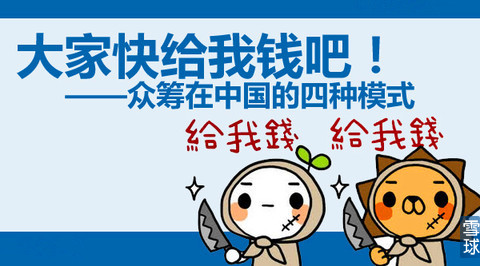 大家快给我钱吧！
——众筹在中国的四种模式
給我錢 給我錢
雪
球